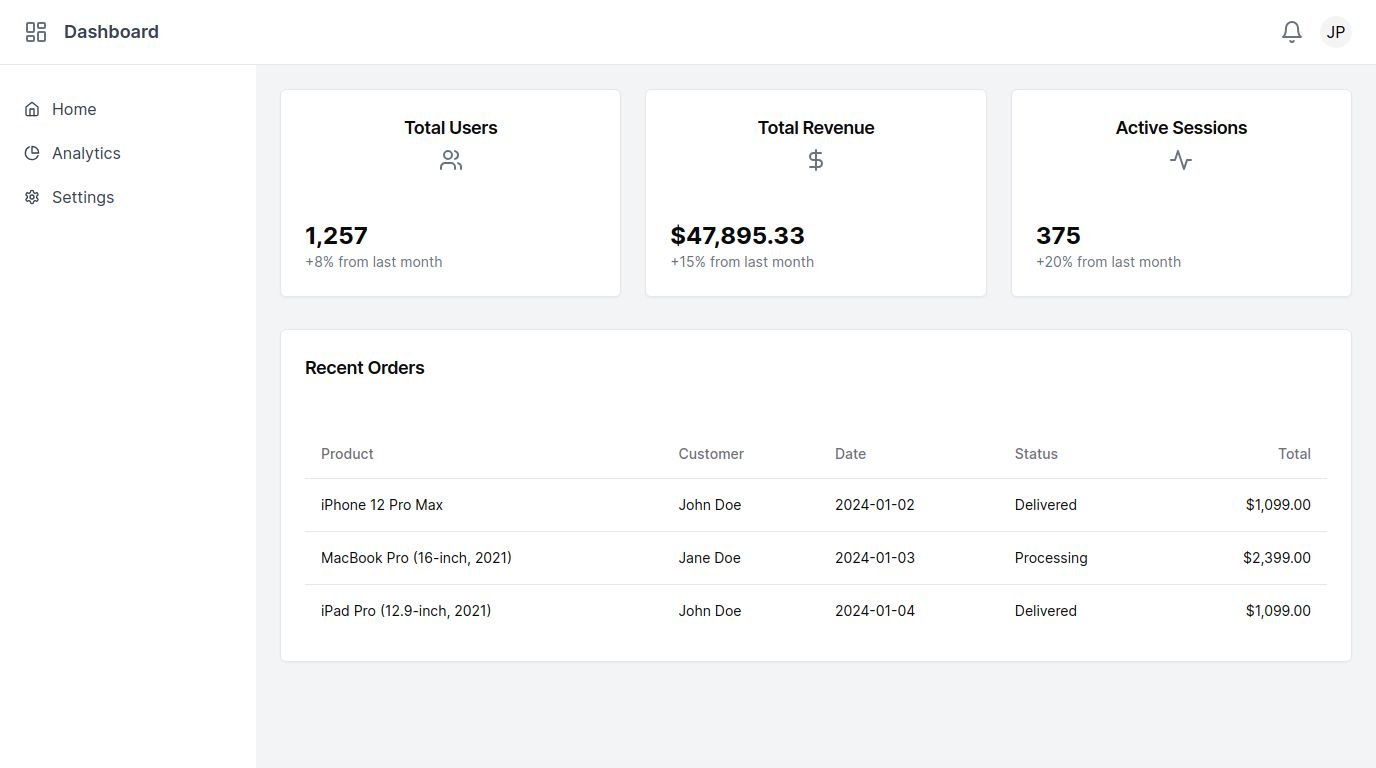 Dashboard
JP
Home
Analytics
Settings
Total Users
1,257
+8% from last month
Total Revenue
$47,895.33
+15% from last month
Active Sessions
375
+20% from last month
Recent Orders
Product Customer Date Status Total
iPhone 12 Pro Max John Doe 2024-01-02 Delivered $1,099.00
MacBook Pro (16-inch, 2021) Jane Doe 2024-01-03 Processing $2,399.00
iPad Pro (12.9-inch, 2021) John Doe 2024-01-04 Delivered $1,099.00